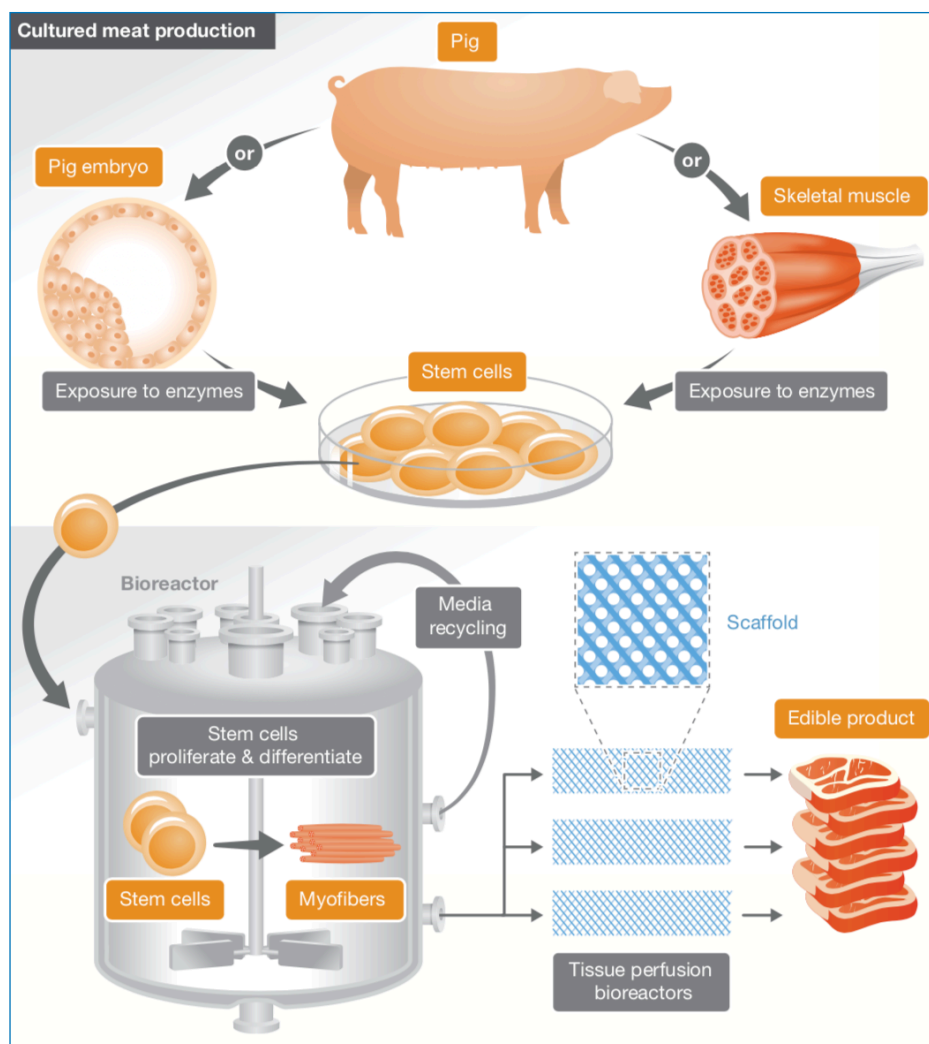 Cultured meat production
Pig
or
or
Pig embryo
Skeletal muscle
Exposure to enzymes
Stem cells
Exposure to enzymes
Bioreactor
Media
recycling
Scaffold
Stem cells
proliferate & differentiate
Edible product
Stem cells
Myofibers
Tissue perfusion
bioreactors